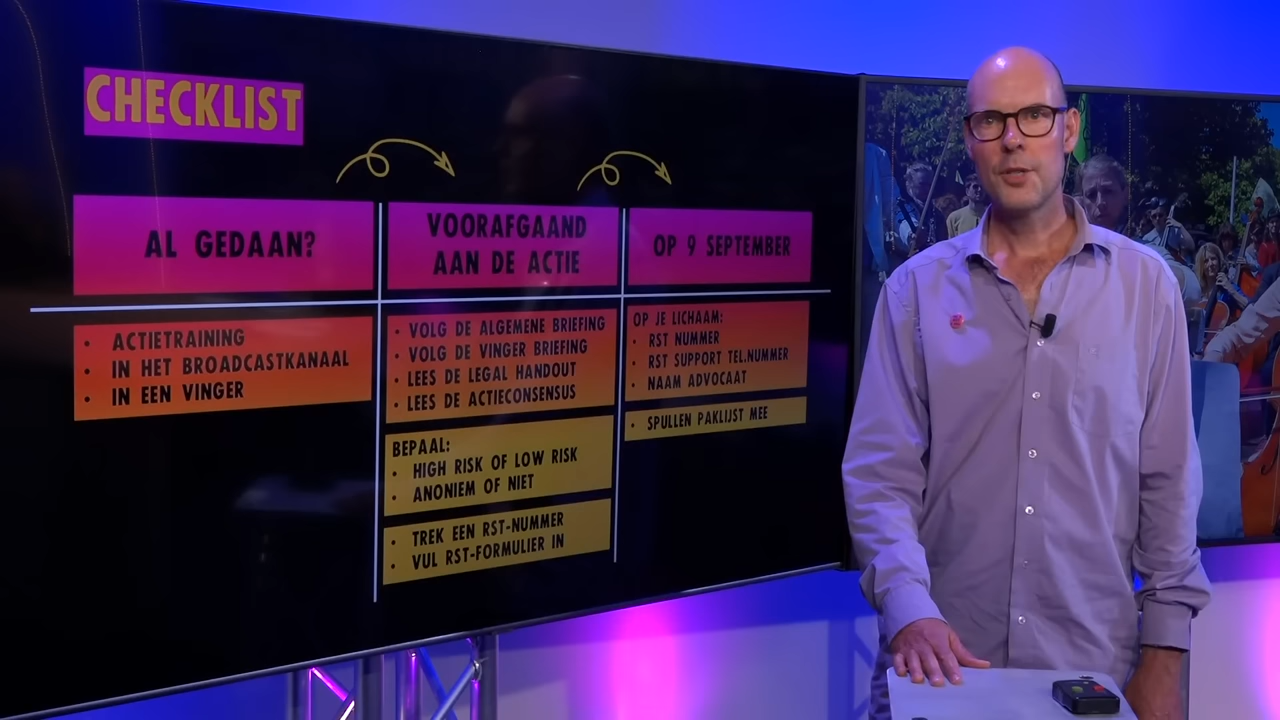 CHECKLIST
AL GEDAAN?
• ACTIETRAINING
• IN HET BROADCASTKANAAL
• IN EEN VINGER
VOORAFGAAND
AAN DE ACTIE
• VOLG DE ALGEMENE BRIEFING
• VOLG DE VINGER BRIEFING
• LEES DE LEGAL HANDOUT
• LEES DE ACTIECONSENSUS
BEPAAL:
• HIGH RISK OF LOW RISK
• ANONIEM OF NIET
• TREK EEN RST-NUMMER
• VUL RST-FORMULIER IN
OP 9 SEPTEMBER
OP JE LICHAAM:
• RST NUMMER
• RST SUPPORT TEL.NUMMER
• NAAM ADVOCAAT
• SPULLEN PAKLIJST MEE